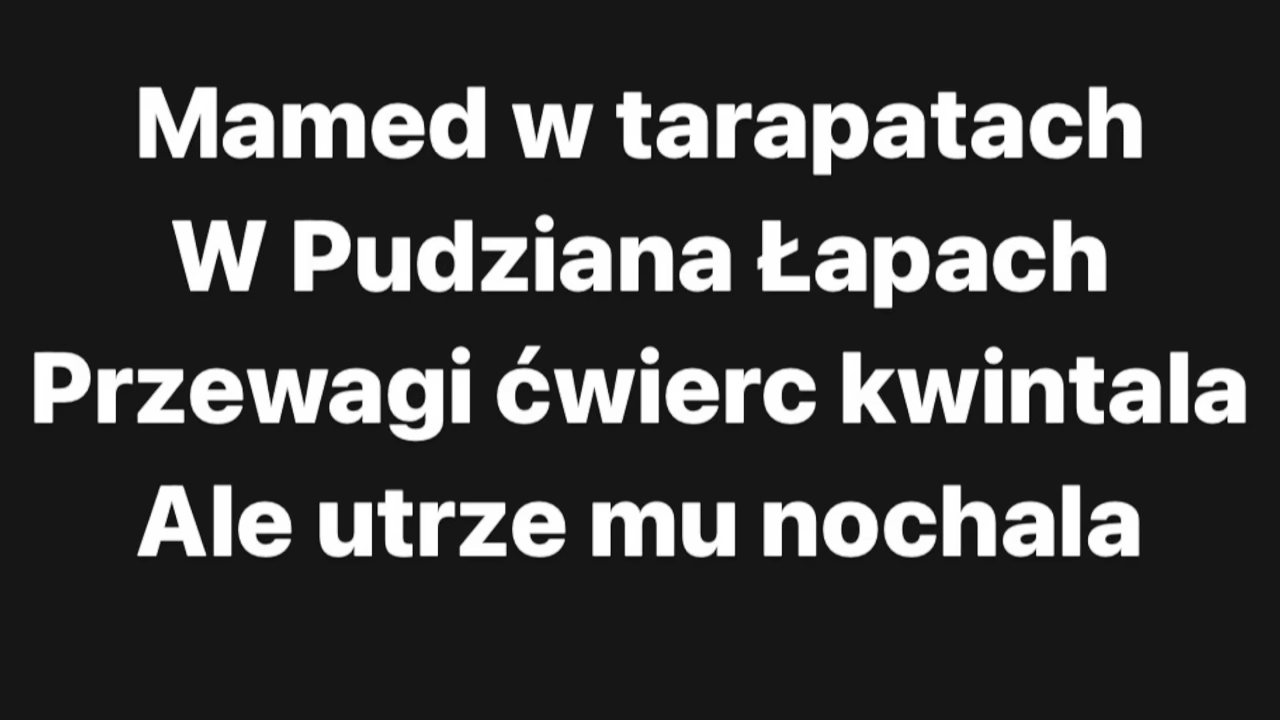 Mamed w tarapatach
W Pudziana Łapach
Przewagi ćwierc kwintala
Ale utrze mu nochala